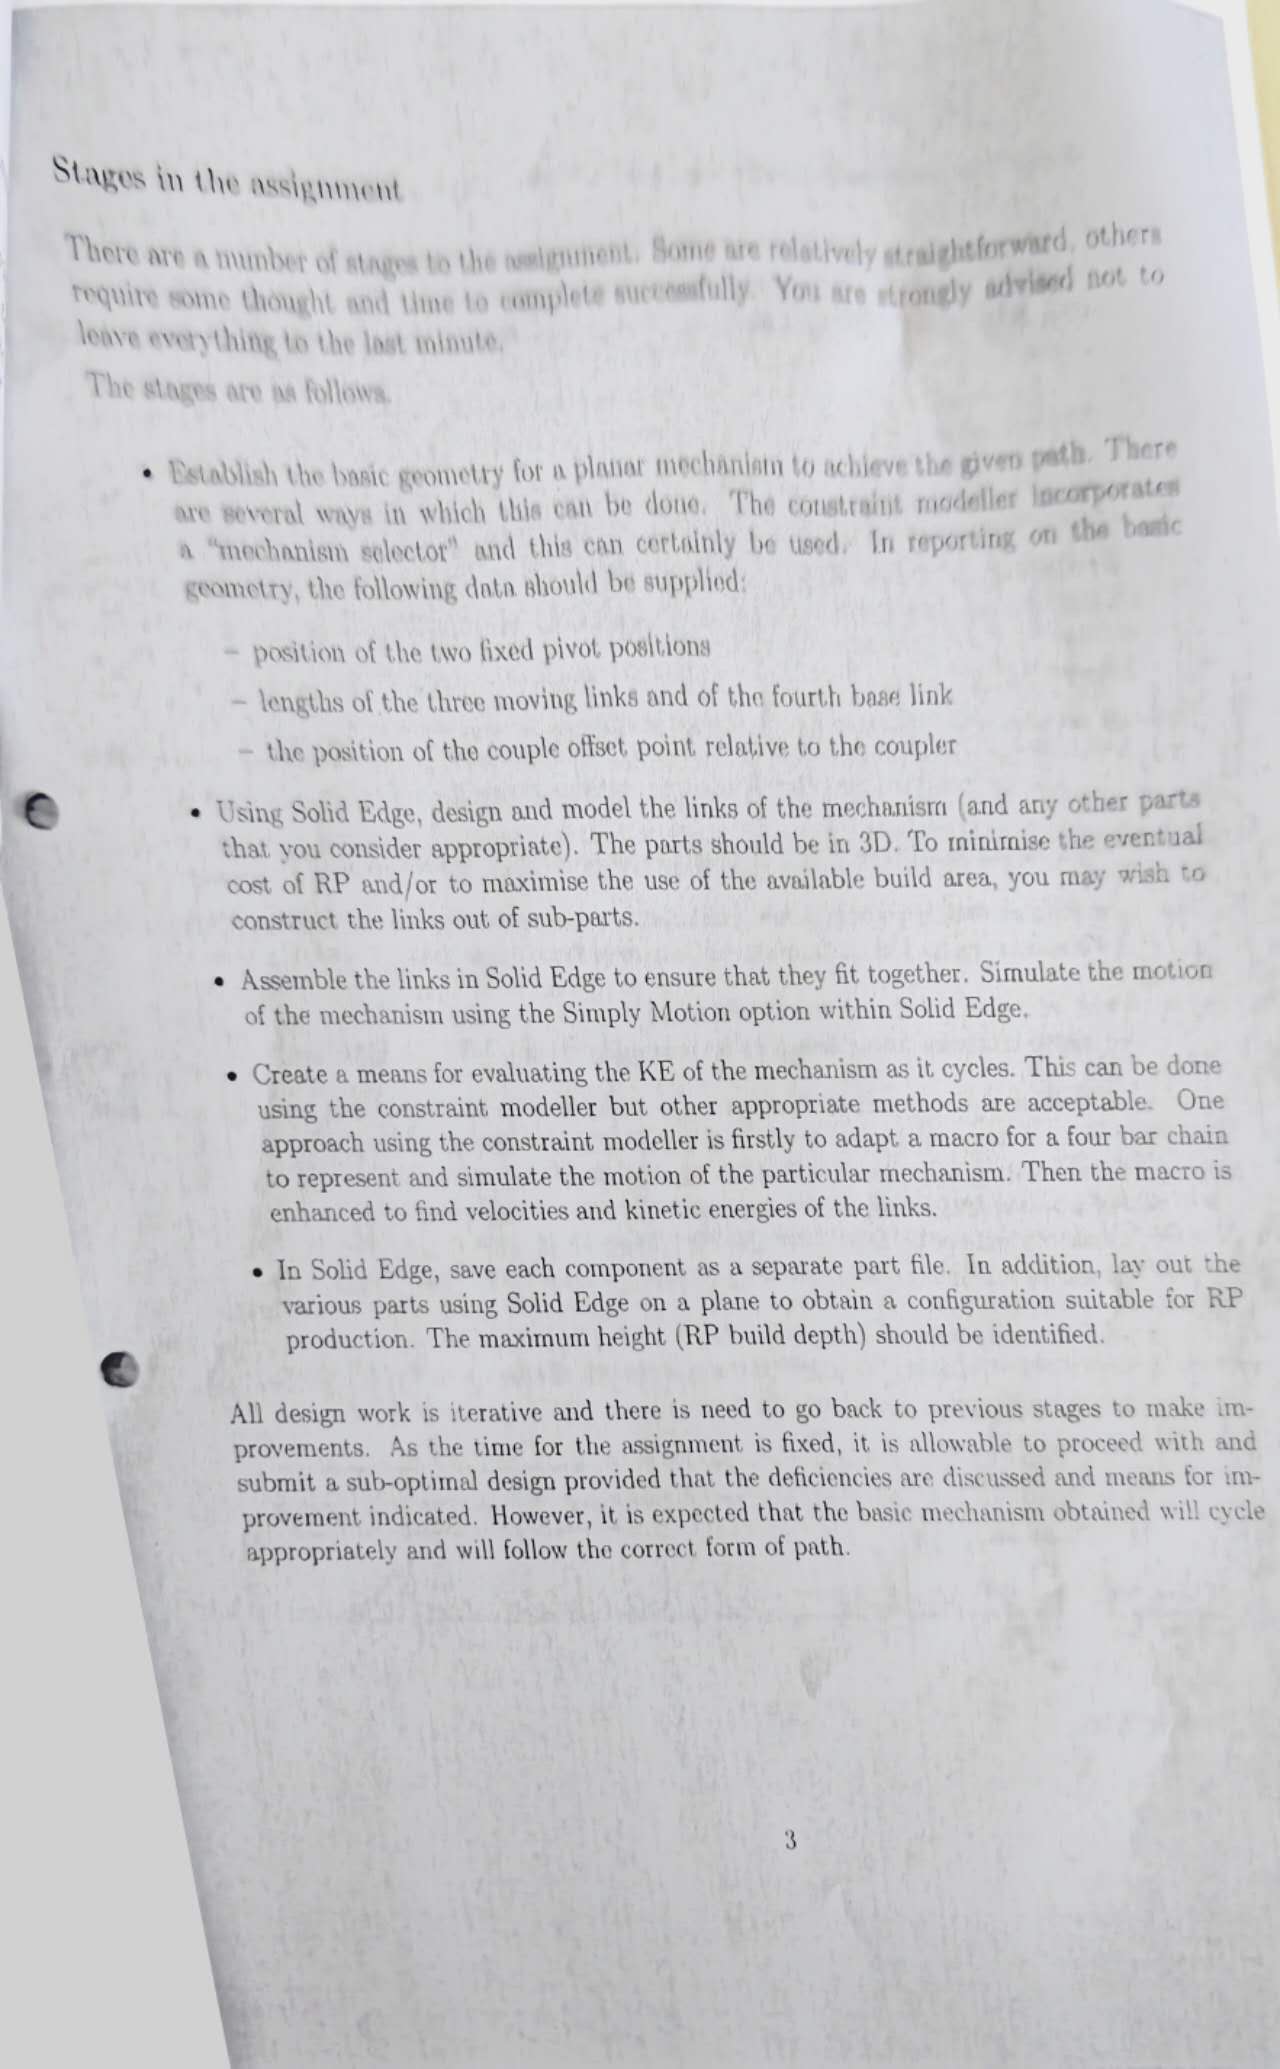 Stages in the assignment
There are a number of stages to the assignment. Some are relatively straightforward, others
require some thought and time to complete successfully. You are strongly advised not to
leave everything to the last minute.
The stages are as follows.
• Establish the basic geometry for a planar mechanism to achieve the given path. There
are several ways in which this can be done. The constraint modeller incorporates
a "mechanism selector" and this can certainly be used. In reporting on the basic
geometry, the following data should be supplied:
– position of the two fixed pivot positions
– lengths of the three moving links and of the fourth base link
– the position of the couple offset point relative to the coupler
• Using Solid Edge, design and model the links of the mechanism (and any other parts
that you consider appropriate). The parts should be in 3D. To minimise the eventual
cost of RP and/or to maximise the use of the available build area, you may wish to
construct the links out of sub-parts.
• Assemble the links in Solid Edge to ensure that they fit together. Simulate the motion
of the mechanism using the Simply Motion option within Solid Edge.
• Create a means for evaluating the KE of the mechanism as it cycles. This can be done
using the constraint modeller but other appropriate methods are acceptable. One
approach using the constraint modeller is firstly to adapt a macro for a four bar chain
to represent and simulate the motion of the particular mechanism. Then the macro is
enhanced to find velocities and kinetic energies of the links.
• In Solid Edge, save each component as a separate part file. In addition, lay out the
various parts using Solid Edge on a plane to obtain a configuration suitable for RP
production. The maximum height (RP build depth) should be identified.
All design work is iterative and there is need to go back to previous stages to make im-
provements. As the time for the assignment is fixed, it is allowable to proceed with and
submit a sub-optimal design provided that the deficiencies are discussed and means for im-
provement indicated. However, it is expected that the basic mechanism obtained will cycle
appropriately and will follow the correct form of path.
3